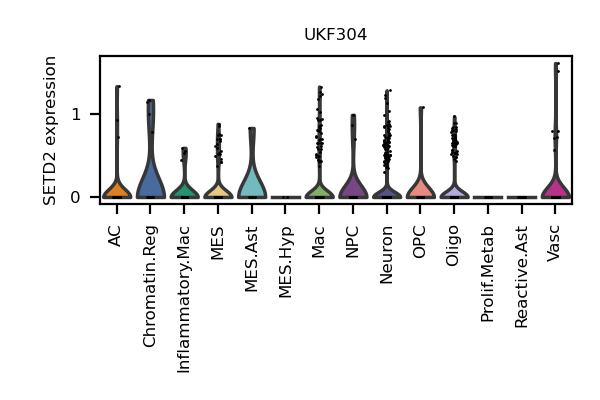 UKF304
SETD2 expression
1
0
AC
Chromatin.Reg
Inflammatory.Mac
MES
MES.Ast
MES.Hyp
Mac
NPC
Neuron
OPC
Oligo
Prolif.Metab
Reactive.Ast
Vasc